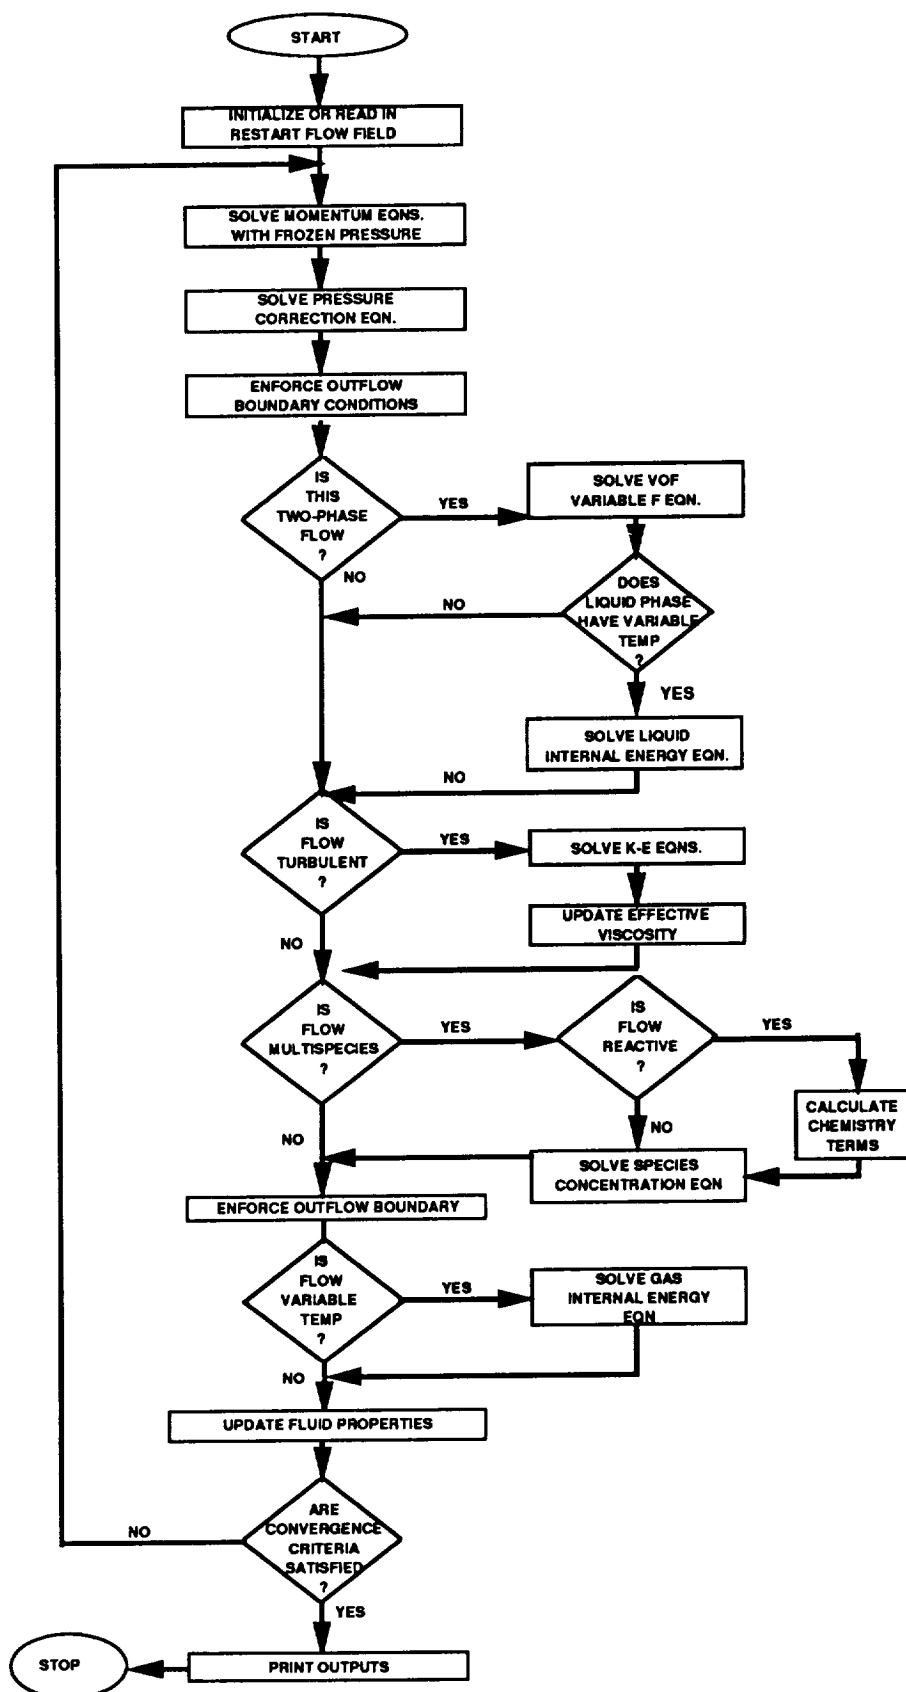 START
INITIALIZE OR READ IN
RESTART FLOW FIELD
SOLVE MOMENTUM EQNS.
WITH FROZEN PRESSURE
SOLVE PRESSURE
CORRECTION EQN.
ENFORCE OUTFLOW
BOUNDARY CONDITIONS
IS
THIS
TWO-PHASE
FLOW
?
YES
SOLVE VOF
VARIABLE F EQN.
NO
DOES
LIQUID PHASE
HAVE VARIABLE
TEMP
?
NO
YES
SOLVE LIQUID
INTERNAL ENERGY EQN.
NO
IS
FLOW
TURBULENT
?
YES
SOLVE K-E EQNS.
UPDATE EFFECTIVE
VISCOSITY
NO
IS
FLOW
MULTISPECIES
?
YES
IS
FLOW
REACTIVE
?
YES
CALCULATE
CHEMISTRY
TERMS
NO
NO
SOLVE SPECIES
CONCENTRATION EQN
ENFORCE OUTFLOW BOUNDARY
IS
FLOW
VARIABLE
TEMP
?
YES
SOLVE GAS
INTERNAL ENERGY
EQN
NO
UPDATE FLUID PROPERTIES
ARE
CONVERGENCE
CRITERIA
SATISFIED
?
NO
YES
PRINT OUTPUTS
STOP